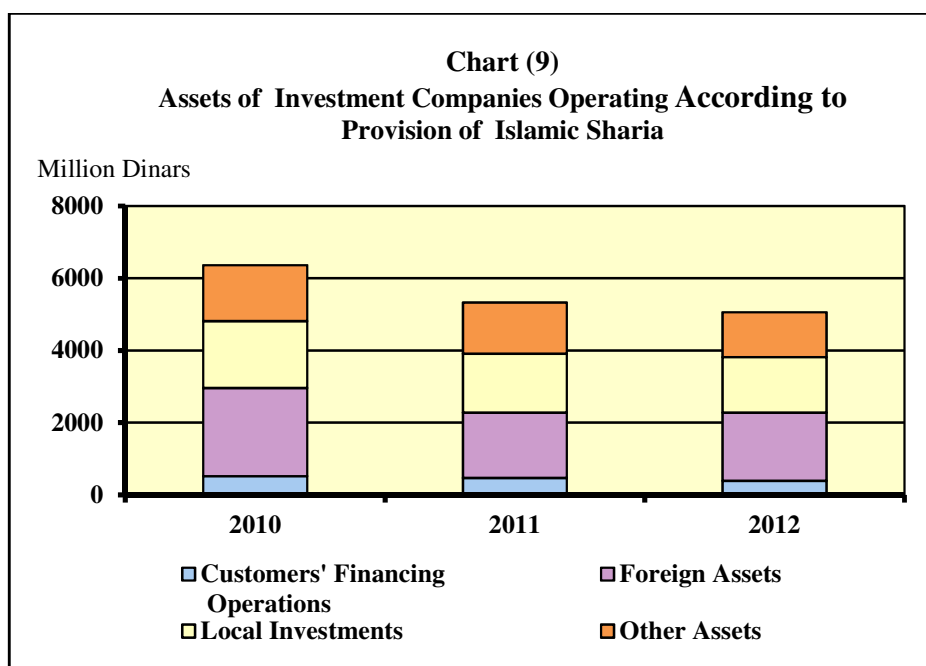 Chart (9)
Assets of Investment Companies Operating According to
Provision of Islamic Sharia
Million Dinars
8000
6000
4000
2000
0
2010 2011 2012
Customers' Financing
Operations
Foreign Assets
Local Investments
Other Assets